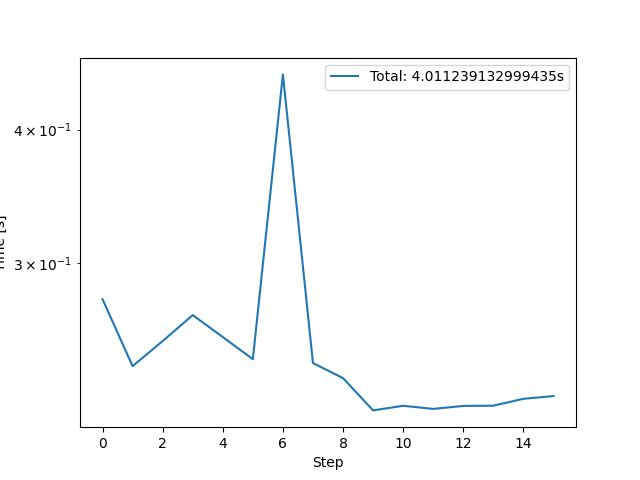 Total: 4.011239132999435s
4 × 10⁻¹
3 × 10⁻¹
[s]
0 2 4 6 8 10 12 14
Step